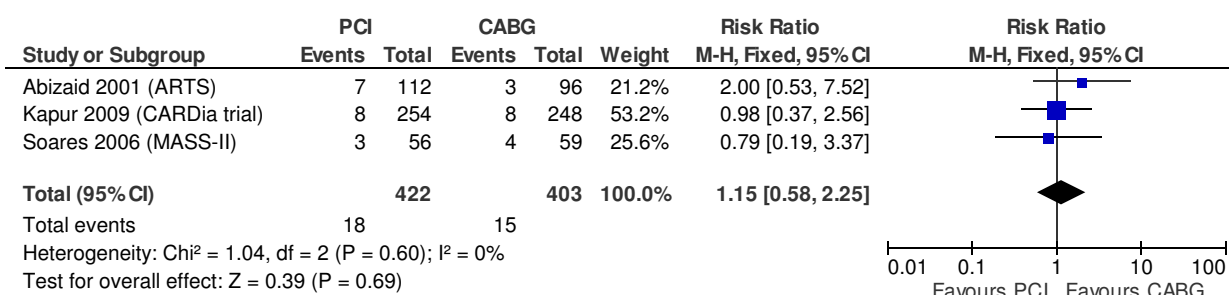 PCI CABG Risk Ratio Risk Ratio
Study or Subgroup Events Total Events Total Weight M-H, Fixed, 95% CI M-H, Fixed, 95% CI
Abizaid 2001 (ARTS) 7 112 3 96 21.2% 2.00 [0.53, 7.52]
Kapur 2009 (CARDia trial) 8 254 8 248 53.2% 0.98 [0.37, 2.56]
Soares 2006 (MASS-II) 3 56 4 59 25.6% 0.79 [0.19, 3.37]
Total (95% CI) 422 403 100.0% 1.15 [0.58, 2.25]
Total events 18 15
Heterogeneity: Chi² = 1.04, df = 2 (P = 0.60); I² = 0%
Test for overall effect: Z = 0.39 (P = 0.69)
0.01 0.1 1 10 100
Favours PCI Favours CABG